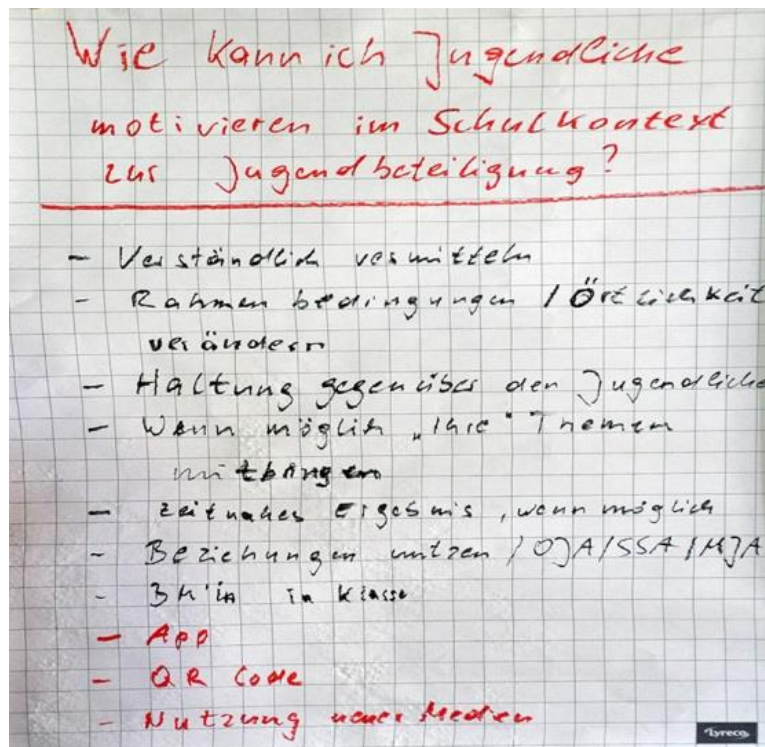 Wie kann ich Jugendliche
motivieren im Schulkontext
zur Jugendbeteiligung?
- Verständlich vermitteln
- Rahmenbedingungen / Örtlichkeit
verändern
- Haltung gegenüber den Jugendliche
- Wenn möglich „ihre" Themen
mitbringen
- zeitnahes Ergebnis, wenn möglich
- Beziehungen nutzen / OJA/SSA/MJA
- BM'in in Klasse
- App
- QR Code
- Nutzung neuer Medien
Lyreco